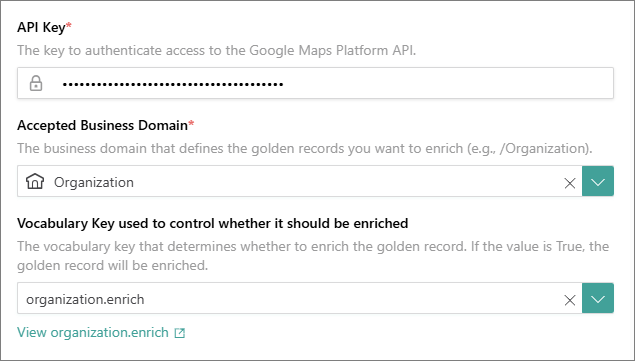 API Key*
The key to authenticate access to the Google Maps Platform API.
•••••••••••••••••••••••••••••••••••••••
Accepted Business Domain*
The business domain that defines the golden records you want to enrich (e.g., /Organization).
Organization
Vocabulary Key used to control whether it should be enriched
The vocabulary key that determines whether to enrich the golden record. If the value is True, the
golden record will be enriched.
organization.enrich
View organization.enrich